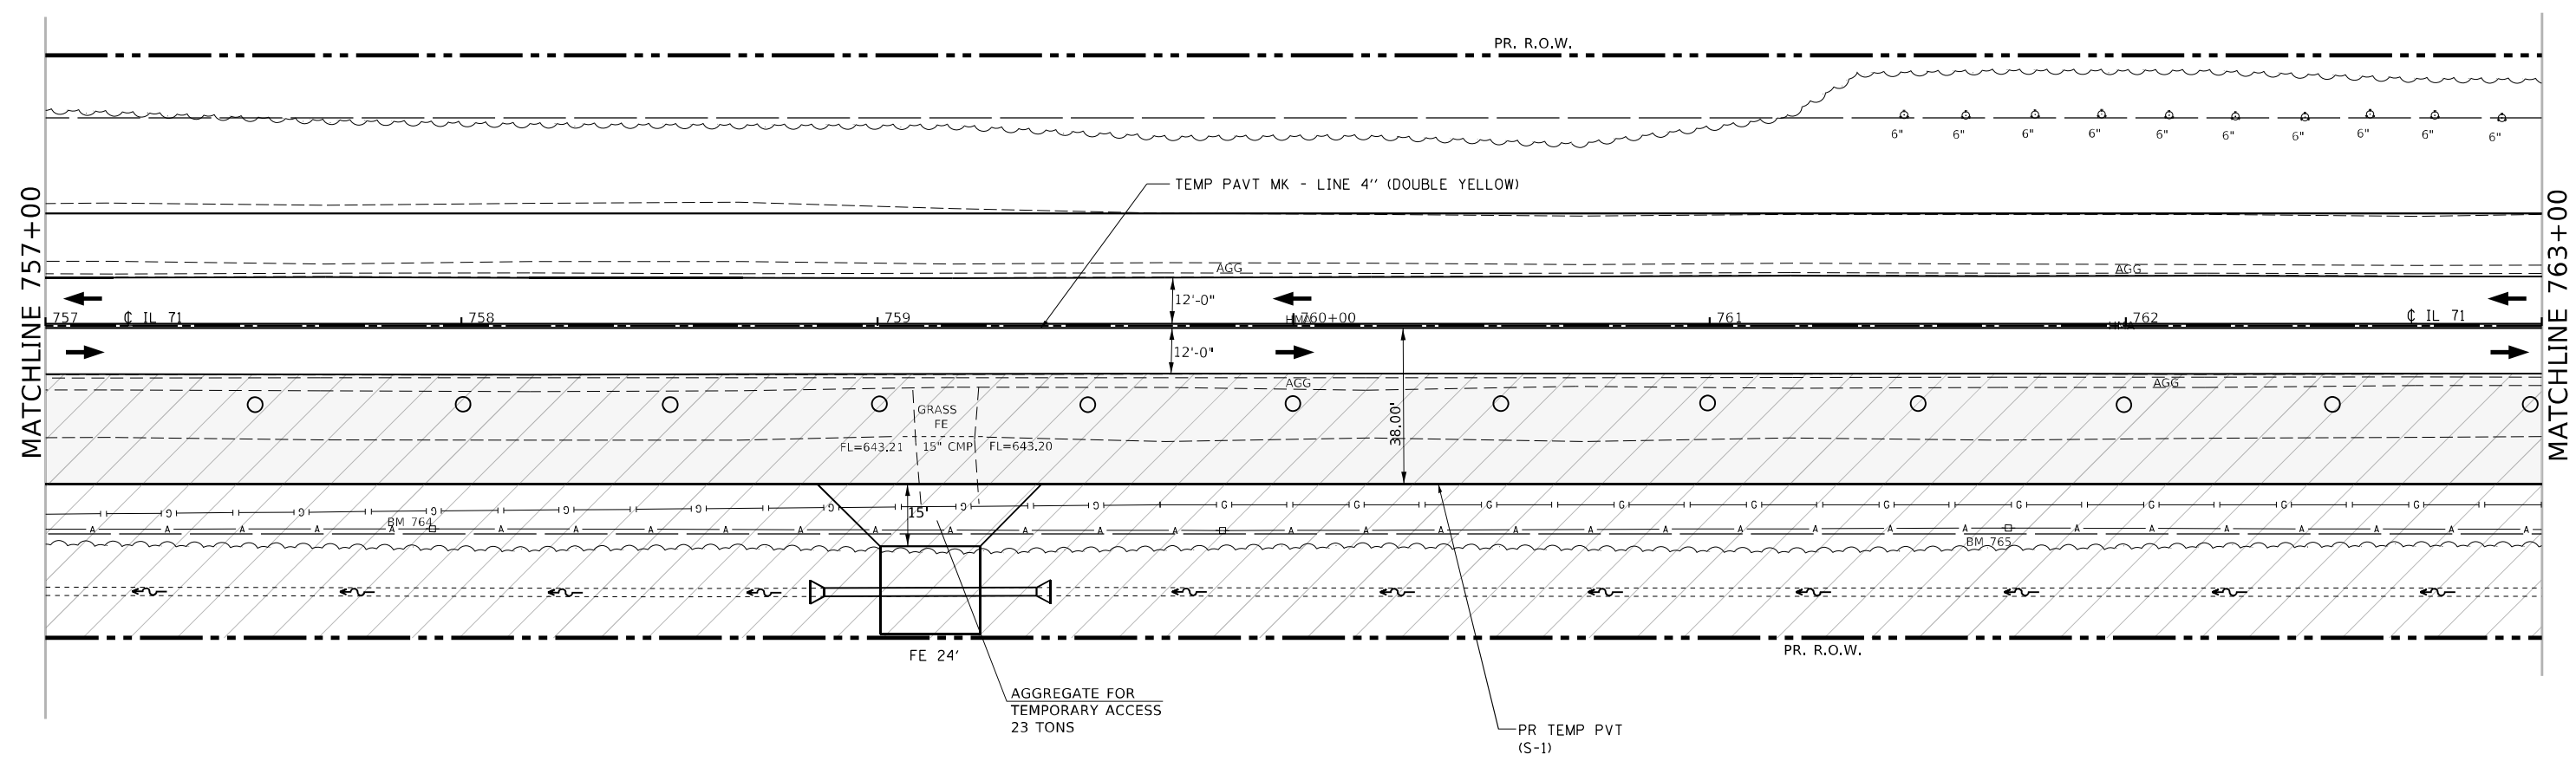 PR. R.O.W.
6" 6" 6" 6" 6" 6" 6" 6" 6" 6"
TEMP PAVT MK - LINE 4'' (DOUBLE YELLOW)
MATCHLINE 757+00
MATCHLINE 763+00
AGG AGG
12'-0"
757 ℄ IL 71 758 759 760+00 761 762 ℄ IL 71
12'-0"
AGG AGG
GRASS
FE
38.00'
FL=643.21 15" CMP FL=643.20
G G G G G G G G G G G G G G G G G G
15'
BM 764
A A A A A A A A A A A A A A A A A A A A A A A A A A A A A A A A A
BM 765
FE 24'
PR. R.O.W.
AGGREGATE FOR
TEMPORARY ACCESS
23 TONS
PR TEMP PVT
(S-1)